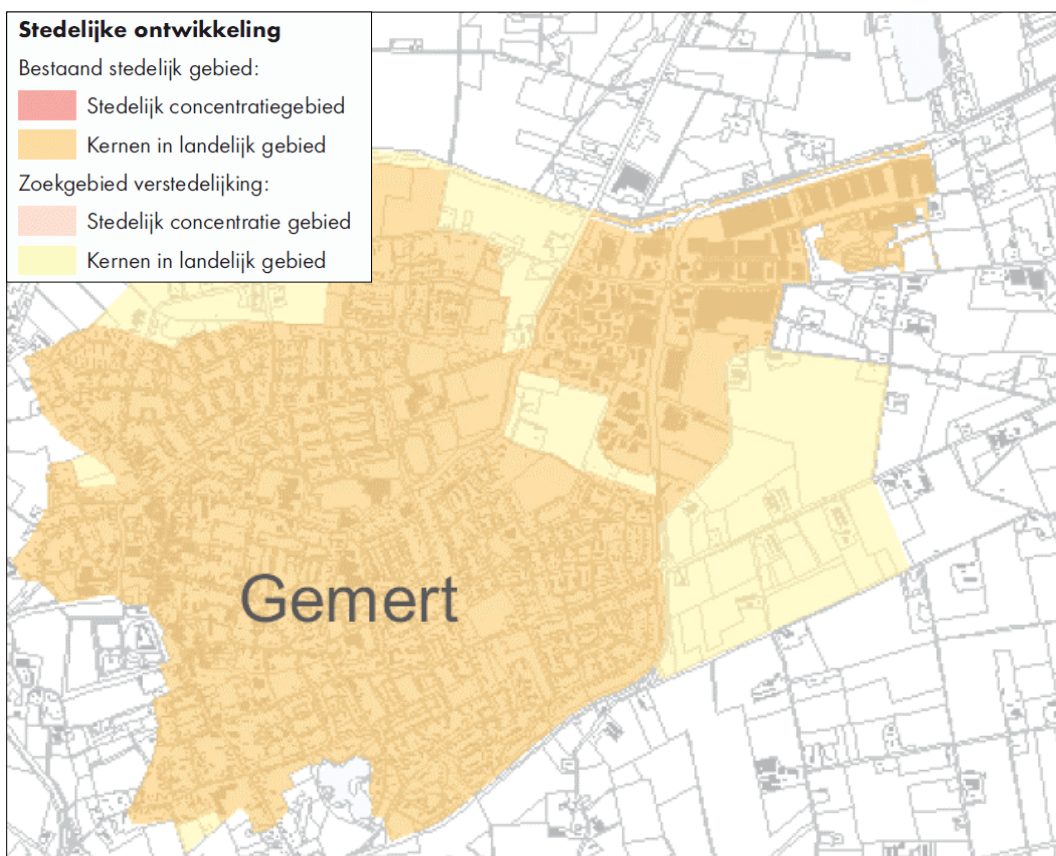 Stedelijke ontwikkeling
Bestaand stedelijk gebied:
Stedelijk concentratiegebied
Kernen in landelijk gebied
Zoekgebied verstedelijking:
Stedelijk concentratie gebied
Kernen in landelijk gebied
Gemert